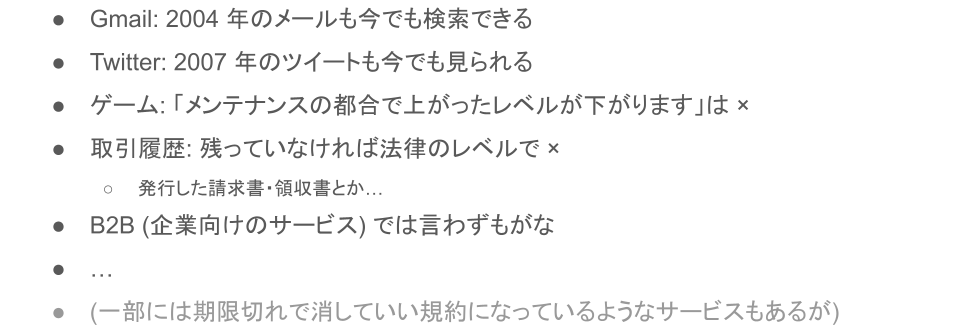 ● Gmail: 2004 年のメールも今でも検索できる
● Twitter: 2007 年のツイートも今でも見られる
● ゲーム: 「メンテナンスの都合で上がったレベルが下がります」は ×
● 取引履歴: 残っていなければ法律のレベルで ×
○ 発行した請求書・領収書とか…
● B2B (企業向けのサービス) では言わずもがな
● …
● (一部には期限切れで消していい規約になっているようなサービスもあるが)